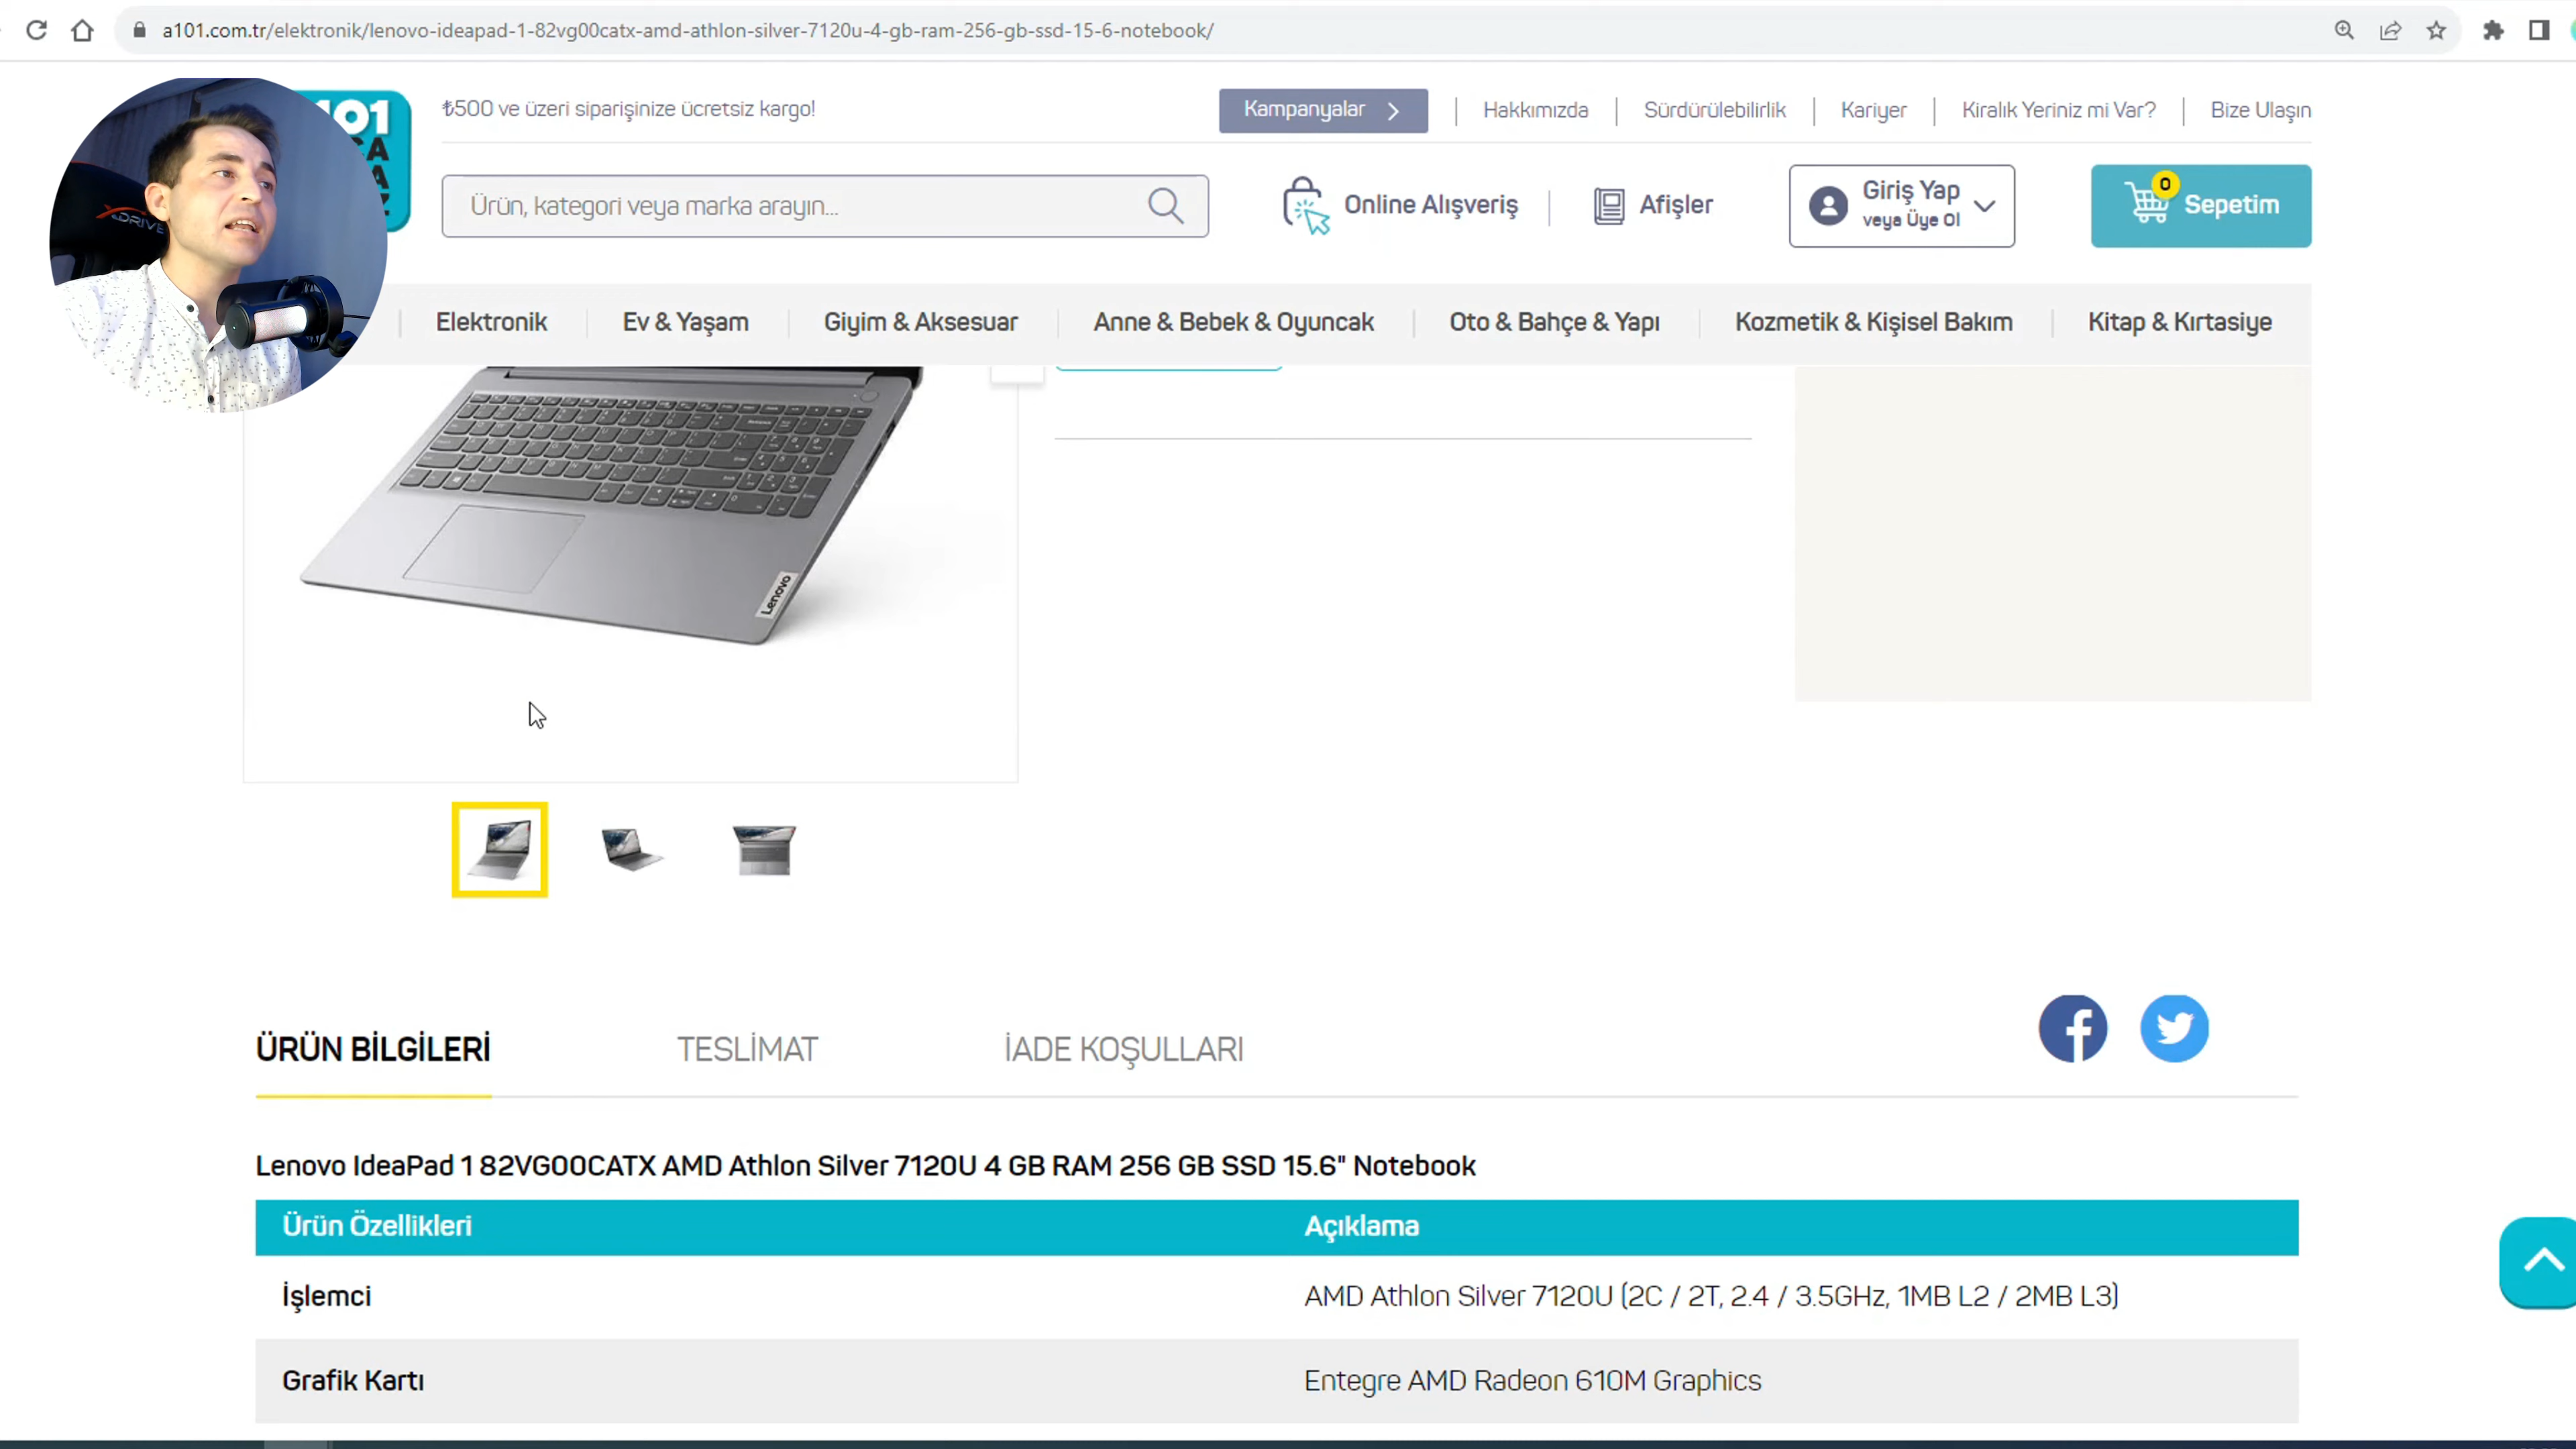 a101.com.tr/elektronik/lenovo-ideapad-1-82vg00catx-amd-athlon-silver-7120u-4-gb-ram-256-gb-ssd-15-6-notebook/
₺500 ve üzeri siparişinize ücretsiz kargo!
Kampanyalar
Hakkımızda
Sürdürülebilirlik
Kariyer
Kiralık Yeriniz mi Var?
Bize Ulaşın
101
Ürün, kategori veya marka arayın...
Online Alışveriş
Afişler
Giriş Yap
veya Üye Ol
0
Sepetim
Elektronik
Ev & Yaşam
Giyim & Aksesuar
Anne & Bebek & Oyuncak
Oto & Bahçe & Yapı
Kozmetik & Kişisel Bakım
Kitap & Kırtasiye
XDRIVE
Lenovo
ÜRÜN BİLGİLERİ
TESLİMAT
İADE KOŞULLARI
Lenovo IdeaPad 1 82VG00CATX AMD Athlon Silver 7120U 4 GB RAM 256 GB SSD 15.6" Notebook
Ürün Özellikleri
Açıklama
İşlemci
AMD Athlon Silver 7120U (2C / 2T, 2.4 / 3.5GHz, 1MB L2 / 2MB L3)
Grafik Kartı
Entegre AMD Radeon 610M Graphics